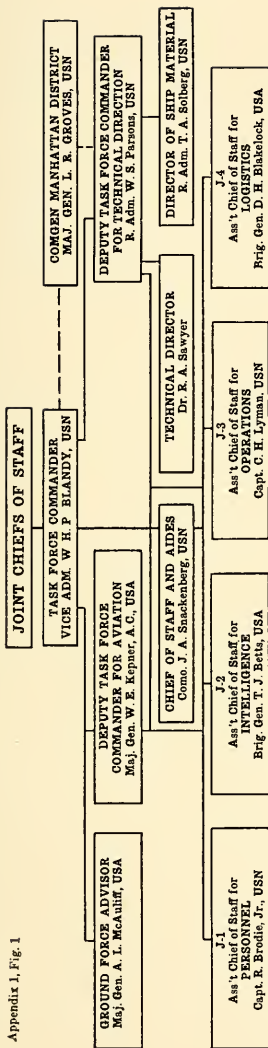 Appendix 1, Fig. 1
JOINT CHIEFS OF STAFF
TASK FORCE COMMANDER
VICE ADM. W H. P BLANDY, USN
COMGEN MANHATTAN DISTRICT
MAJ. GEN. L. R. GROVES, USN
GROUND FORCE ADVISOR
Maj. Gen. A. L. McAuliff, USA
DEPUTY TASK FORCE
COMMANDER FOR AVIATION
Maj. Gen. W. E. Kepner, A.C., USA
DEPUTY TASK FORCE COMMANDER
FOR TECHNICAL DIRECTION
R. Adm. W. S. Parsons, USN
CHIEF OF STAFF AND AIDES
Como. J. A. Snackenberg, USN
TECHNICAL DIRECTOR
Dr. R. A. Sawyer
DIRECTOR OF SHIP MATERIAL
R. Adm. T. A. Solberg, USN
J-1
Ass't Chief of Staff for
PERSONNEL
Capt. R. Brodie, Jr., USN
J-2
Ass't Chief of Staff for
INTELLIGENCE
Brig. Gen. T. J. Betts, USA
J-3
Ass't Chief of Staff for
OPERATIONS
Capt. C. H. Lyman, USN
J-4
Ass't Chief of Staff for
LOGISTICS
Brig. Gen. D. H. Blakelock, USA